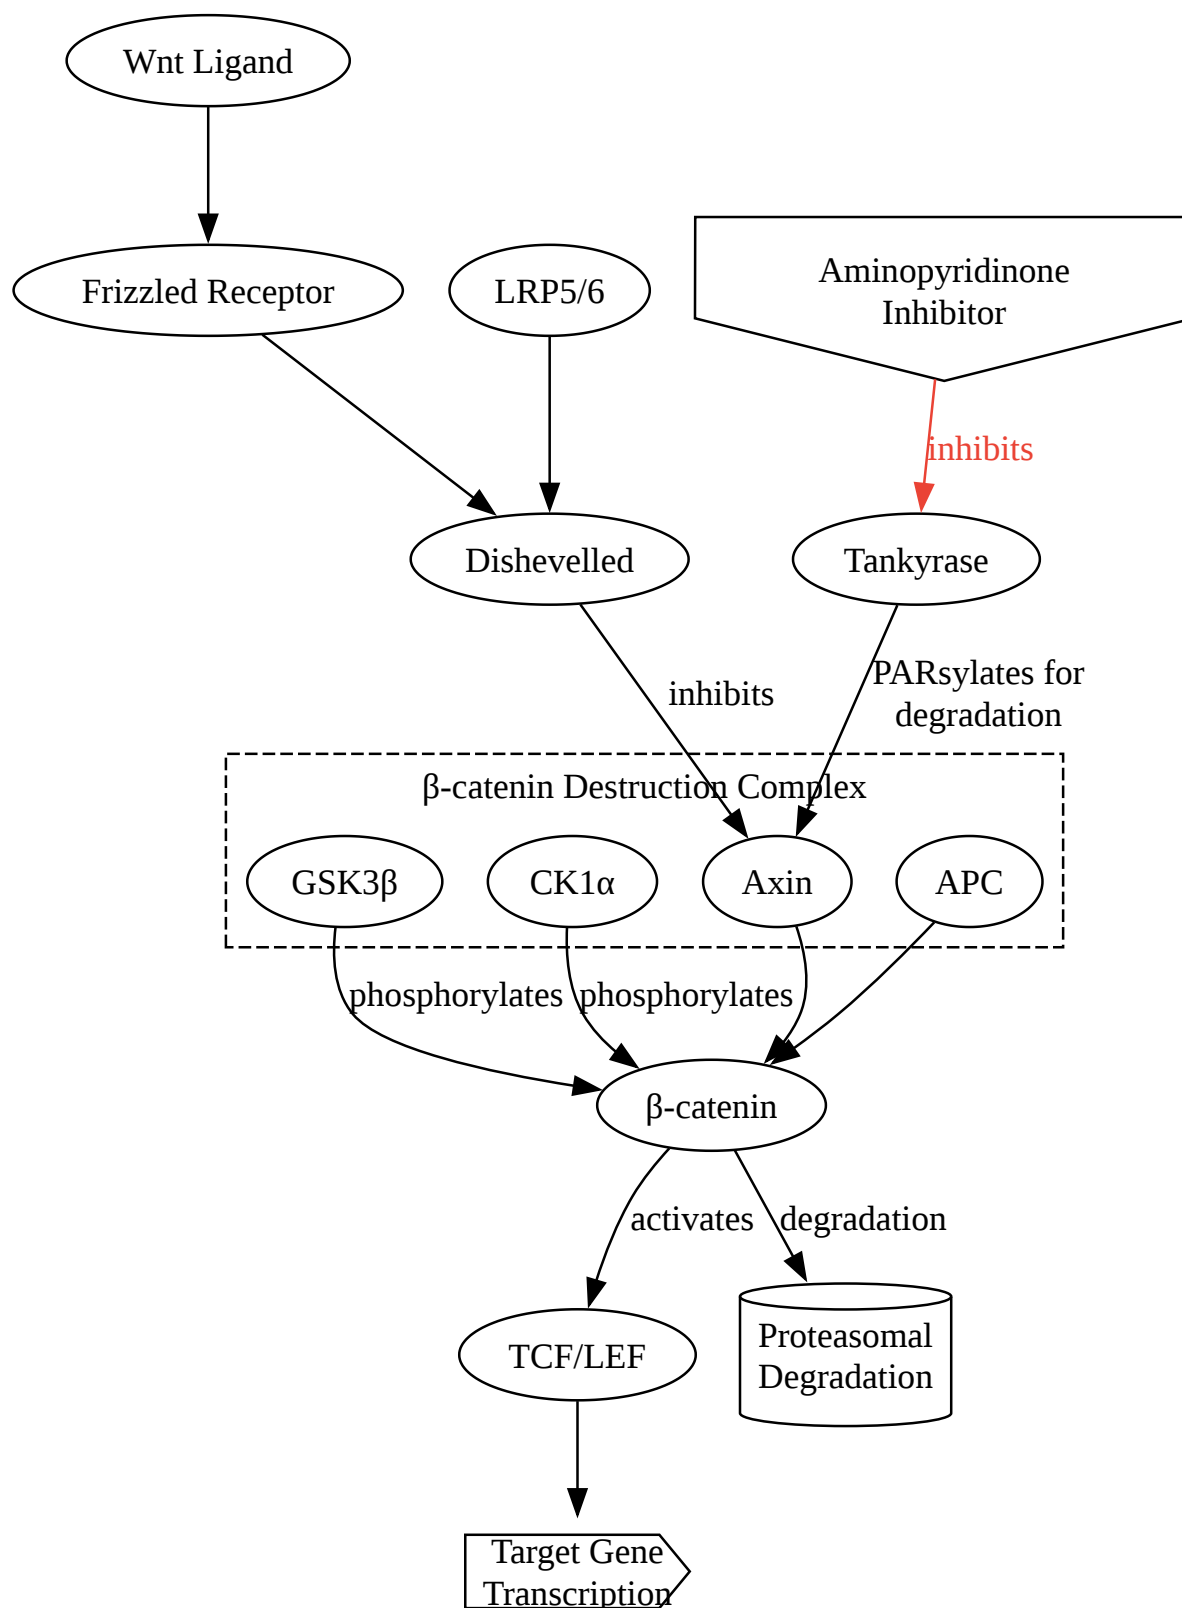 Wnt Ligand
Frizzled Receptor
LRP5/6
Aminopyridinone
Inhibitor
inhibits
Dishevelled
Tankyrase
inhibits
PARsylates for
degradation
β-catenin Destruction Complex
GSK3β
CK1α
Axin
APC
phosphorylates
phosphorylates
β-catenin
activates
degradation
TCF/LEF
Proteasomal
Degradation
Target Gene
Transcription